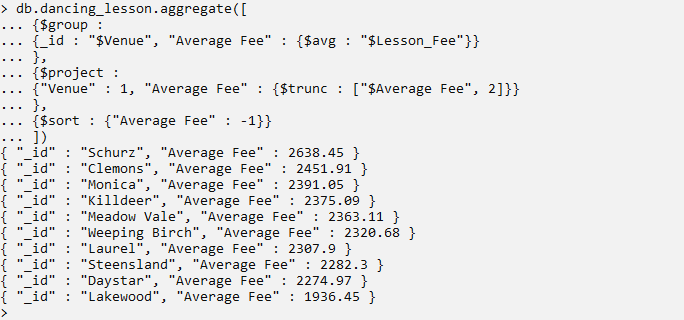 > db.dancing_lesson.aggregate([
... {$group :
... {_id : "$Venue", "Average Fee" : {$avg : "$Lesson_Fee"}}
... },
... {$project :
... {"Venue" : 1, "Average Fee" : {$trunc : ["$Average Fee", 2]}}
... },
... {$sort : {"Average Fee" : -1}}
... ])
{ "_id" : "Schurz", "Average Fee" : 2638.45 }
{ "_id" : "Clemons", "Average Fee" : 2451.91 }
{ "_id" : "Monica", "Average Fee" : 2391.05 }
{ "_id" : "Killdeer", "Average Fee" : 2375.09 }
{ "_id" : "Meadow Vale", "Average Fee" : 2363.11 }
{ "_id" : "Weeping Birch", "Average Fee" : 2320.68 }
{ "_id" : "Laurel", "Average Fee" : 2307.9 }
{ "_id" : "Steensland", "Average Fee" : 2282.3 }
{ "_id" : "Daystar", "Average Fee" : 2274.97 }
{ "_id" : "Lakewood", "Average Fee" : 1936.45 }
>